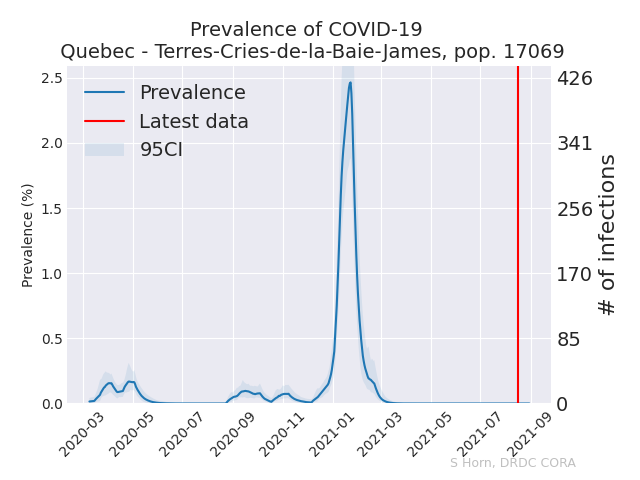 Prevalence of COVID-19
Quebec - Terres-Cries-de-la-Baie-James, pop. 17069
Prevalence
Latest data
95CI
Prevalence (%)
2.5
2.0
1.5
1.0
0.5
0.0
426
341
256
170
85
0
# of infections
2020-03
2020-05
2020-07
2020-09
2020-11
2021-01
2021-03
2021-05
2021-07
2021-09
S Horn, DRDC CORA